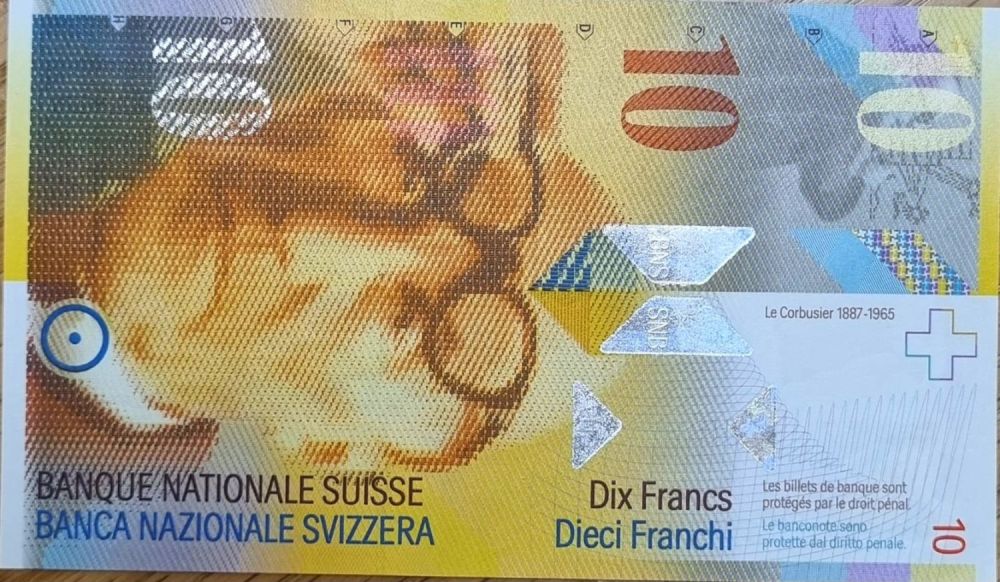 H G F E D C B A
10 10 10
SNB
SNB
Le Corbusier 1887-1965
BANQUE NATIONALE SUISSE
BANCA NAZIONALE SVIZZERA
Dix Francs
Dieci Franchi
Les billets de banque sont
protégés par le droit pénal.
Le banconote sono
protette dal diritto penale.
10